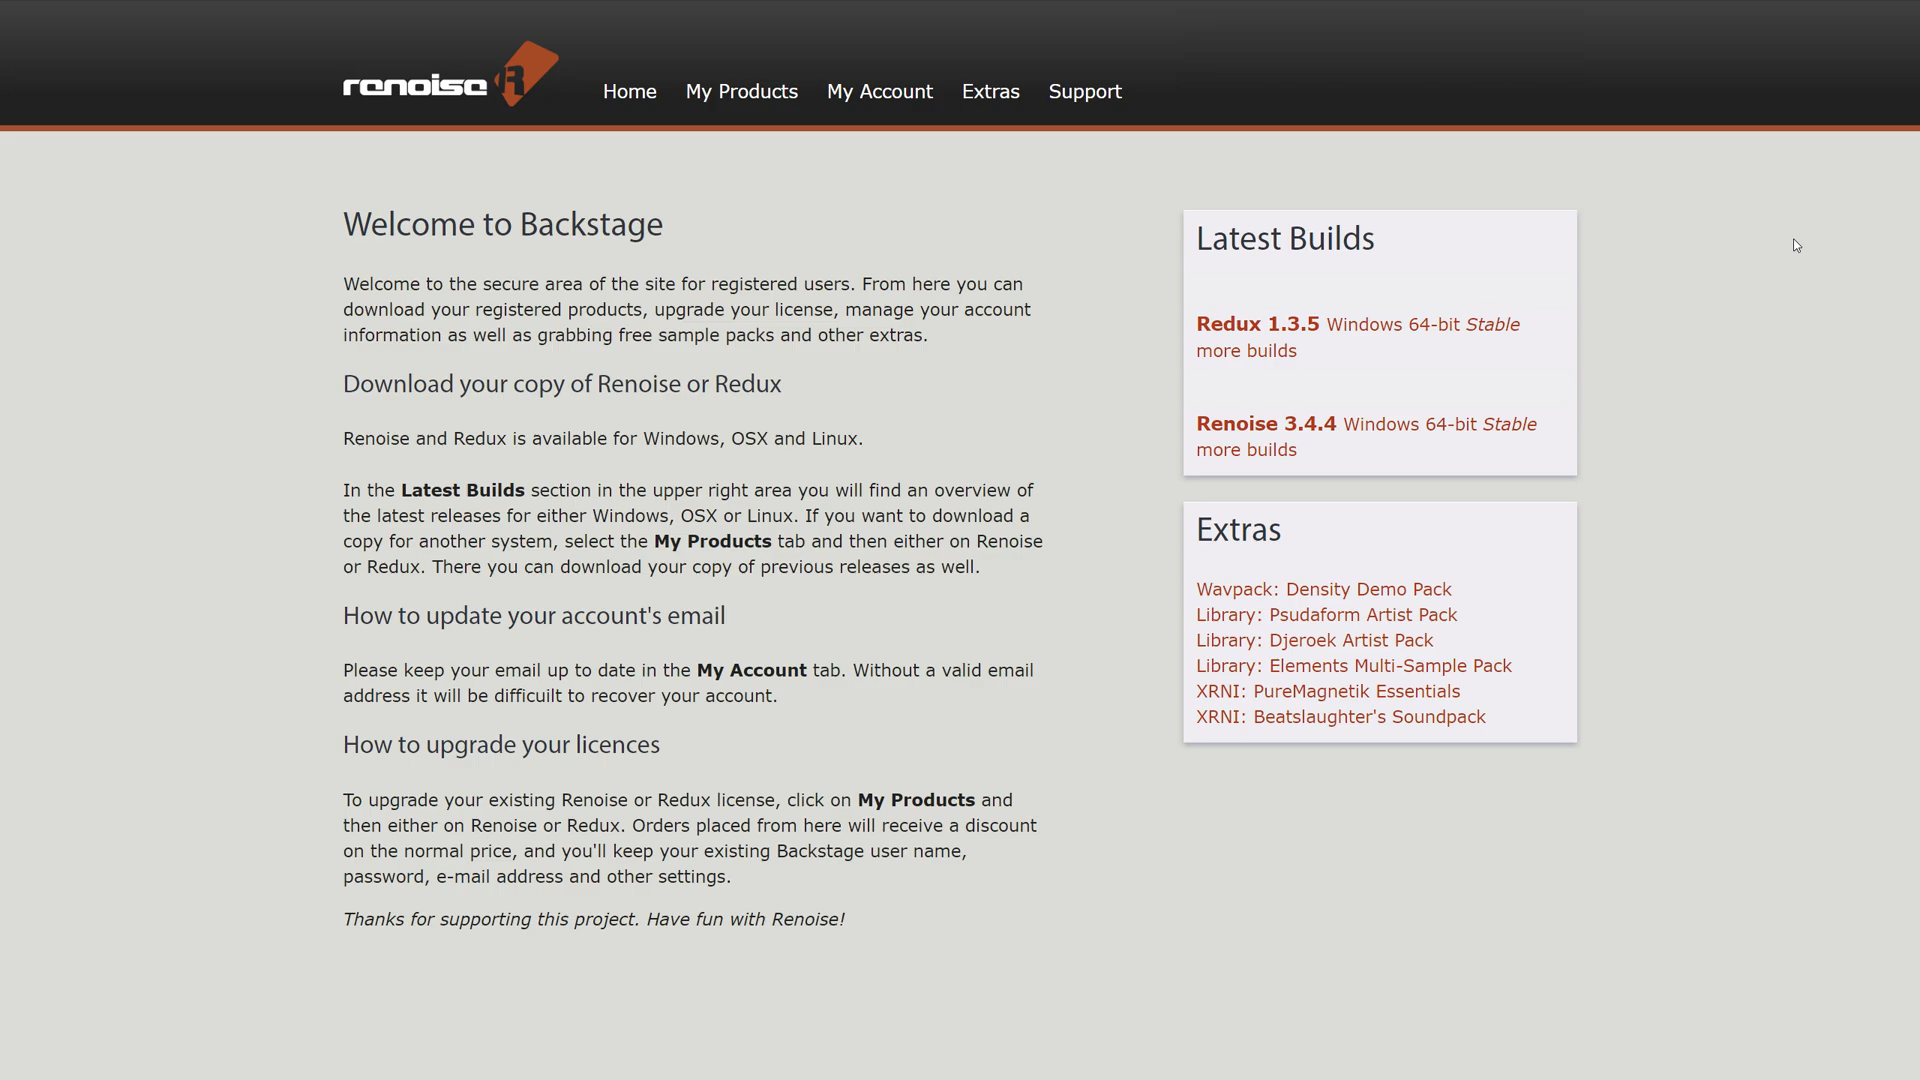 renoise
Home My Products My Account Extras Support
Welcome to Backstage
Welcome to the secure area of the site for registered users. From here you can
download your registered products, upgrade your license, manage your account
information as well as grabbing free sample packs and other extras.
Download your copy of Renoise or Redux
Renoise and Redux is available for Windows, OSX and Linux.
In the Latest Builds section in the upper right area you will find an overview of
the latest releases for either Windows, OSX or Linux. If you want to download a
copy for another system, select the My Products tab and then either on Renoise
or Redux. There you can download your copy of previous releases as well.
How to update your account's email
Please keep your email up to date in the My Account tab. Without a valid email
address it will be difficuilt to recover your account.
How to upgrade your licences
To upgrade your existing Renoise or Redux license, click on My Products and
then either on Renoise or Redux. Orders placed from here will receive a discount
on the normal price, and you'll keep your existing Backstage user name,
password, e-mail address and other settings.
Thanks for supporting this project. Have fun with Renoise!
Latest Builds
Redux 1.3.5 Windows 64-bit Stable
more builds
Renoise 3.4.4 Windows 64-bit Stable
more builds
Extras
Wavpack: Density Demo Pack
Library: Psudaform Artist Pack
Library: Djeroek Artist Pack
Library: Elements Multi-Sample Pack
XRNI: PureMagnetik Essentials
XRNI: Beatslaughter's Soundpack